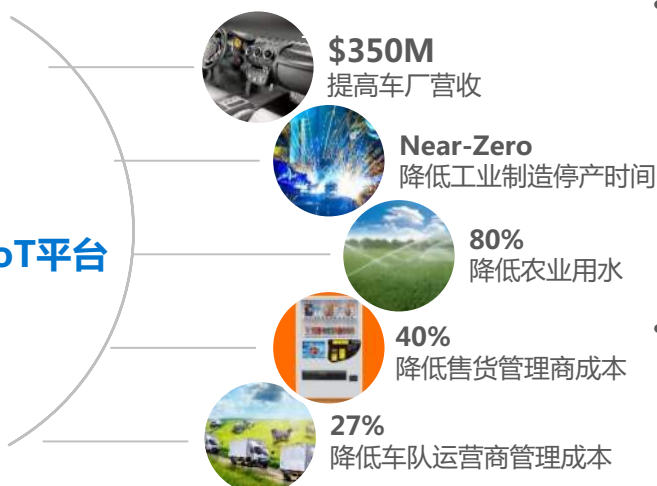 $350M
提高车厂营收
Near-Zero
降低工业制造停产时间
oT平台
80%
降低农业用水
40%
降低售货管理商成本
27%
降低车队运营商管理成本